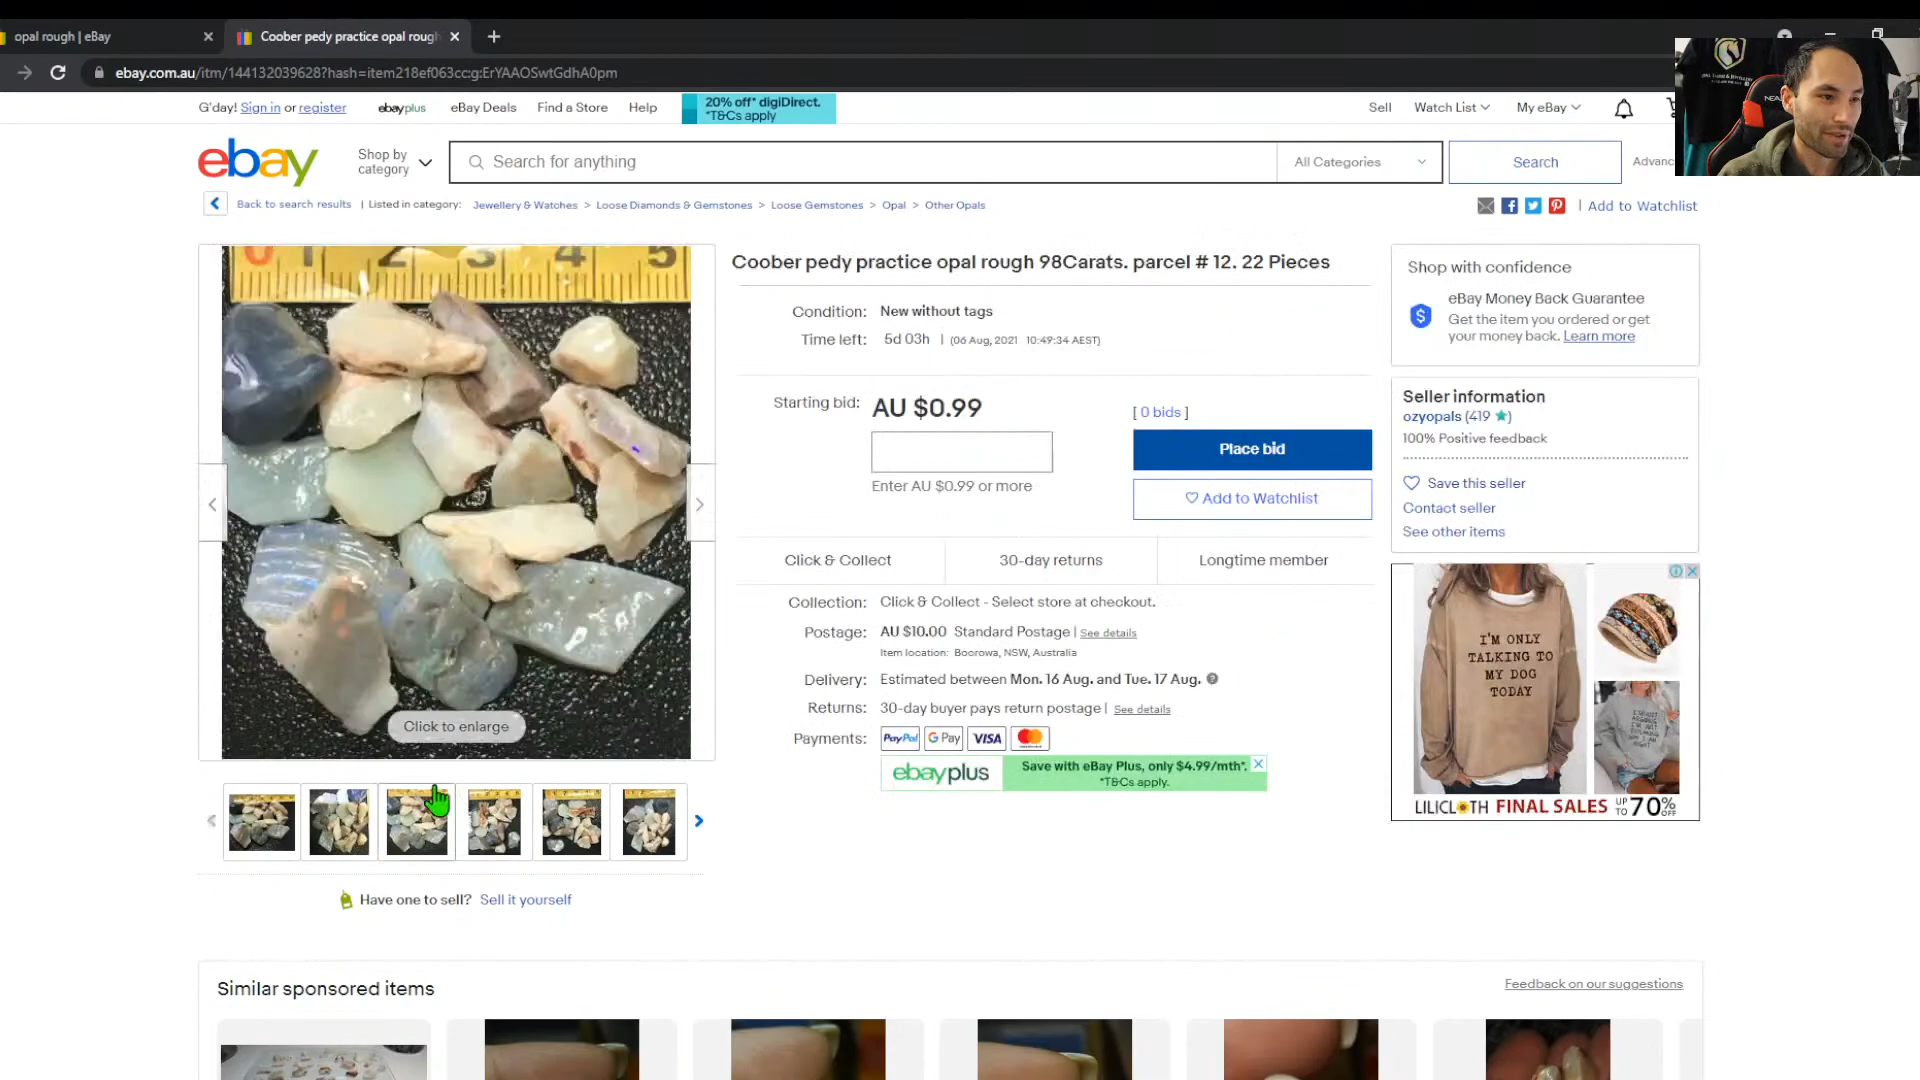 opal rough | eBay
Coober pedy practice opal rough
ebay.com.au/itm/144132039628?hash=item218ef063cc:g:ErYAAOSwtGdhA0pm
G'day! Sign in or register
ebayplus
eBay Deals
Find a Store
Help
20% off* digiDirect.
*T&Cs apply
Sell
Watch List
My eBay
ebay
Shop by
category
Search for anything
All Categories
Search
Back to search results | Listed in category: Jewellery & Watches > Loose Diamonds & Gemstones > Loose Gemstones > Opal > Other Opals
| Add to Watchlist
0 1 2 3 4 5
Click to enlarge
Have one to sell? Sell it yourself
Coober pedy practice opal rough 98Carats. parcel # 12. 22 Pieces
Condition: New without tags
Time left: 5d 03h | (06 Aug, 2021 10:49:34 AEST)
Starting bid: AU $0.99
[ 0 bids ]
Place bid
Enter AU $0.99 or more
Add to Watchlist
Click & Collect
30-day returns
Longtime member
Collection: Click & Collect - Select store at checkout.
Postage: AU $10.00 Standard Postage | See details
Item location: Boorowa, NSW, Australia
Delivery: Estimated between Mon. 16 Aug. and Tue. 17 Aug.
Returns: 30-day buyer pays return postage | See details
Payments: PayPal G Pay VISA
ebayplus
Save with eBay Plus, only $4.99/mth*.
*T&Cs apply.
Shop with confidence
eBay Money Back Guarantee
Get the item you ordered or get
your money back. Learn more
Seller information
ozyopals (419)
100% Positive feedback
Save this seller
Contact seller
See other items
I'M ONLY
TALKING TO
MY DOG
TODAY
LILICLOTH FINAL SALES UP TO 70% OFF
Similar sponsored items
Feedback on our suggestions